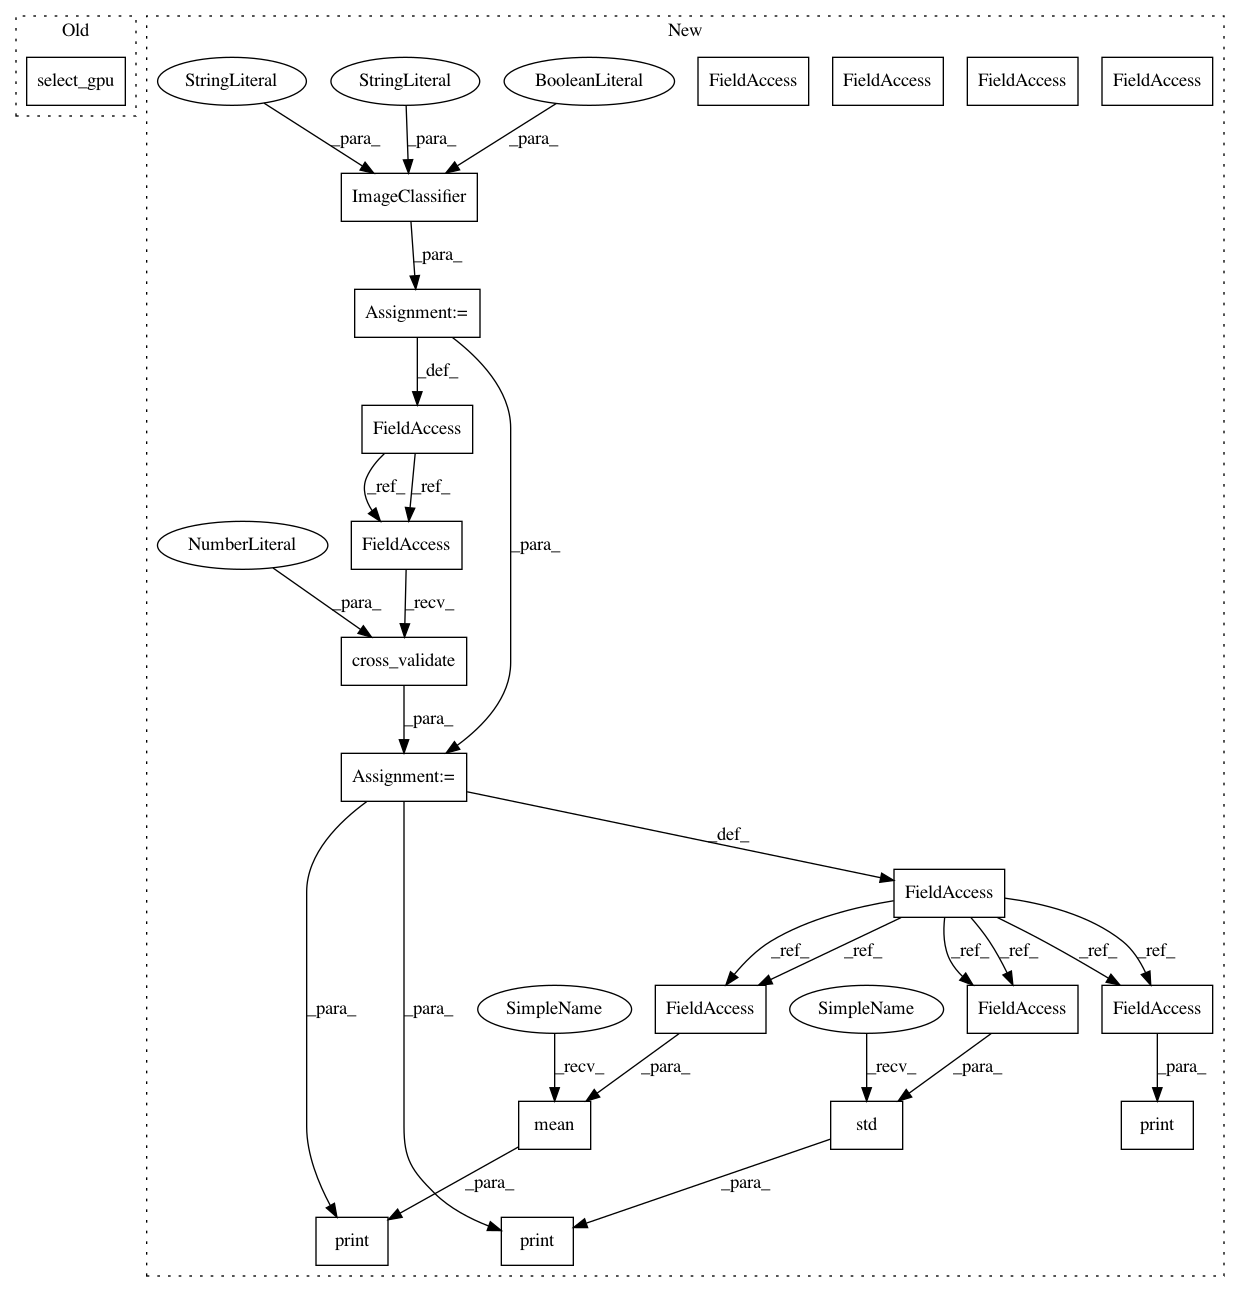 Old
New
select_gpu
StringLiteral
StringLiteral
BooleanLiteral
FieldAccess
FieldAccess
FieldAccess
FieldAccess
_para_
_para_
_para_
ImageClassifier
_para_
Assignment:=
_def_
FieldAccess
_ref_
_ref_
NumberLiteral
FieldAccess
_para_
_para_
_recv_
cross_validate
_para_
Assignment:=
_def_
FieldAccess
_ref_
_ref_
_ref_
_ref_
_ref_
_ref_
_para_
_para_
SimpleName
FieldAccess
SimpleName
FieldAccess
FieldAccess
_recv_
_para_
_recv_
_para_
_para_
mean
std
print
_para_
_para_
print
print